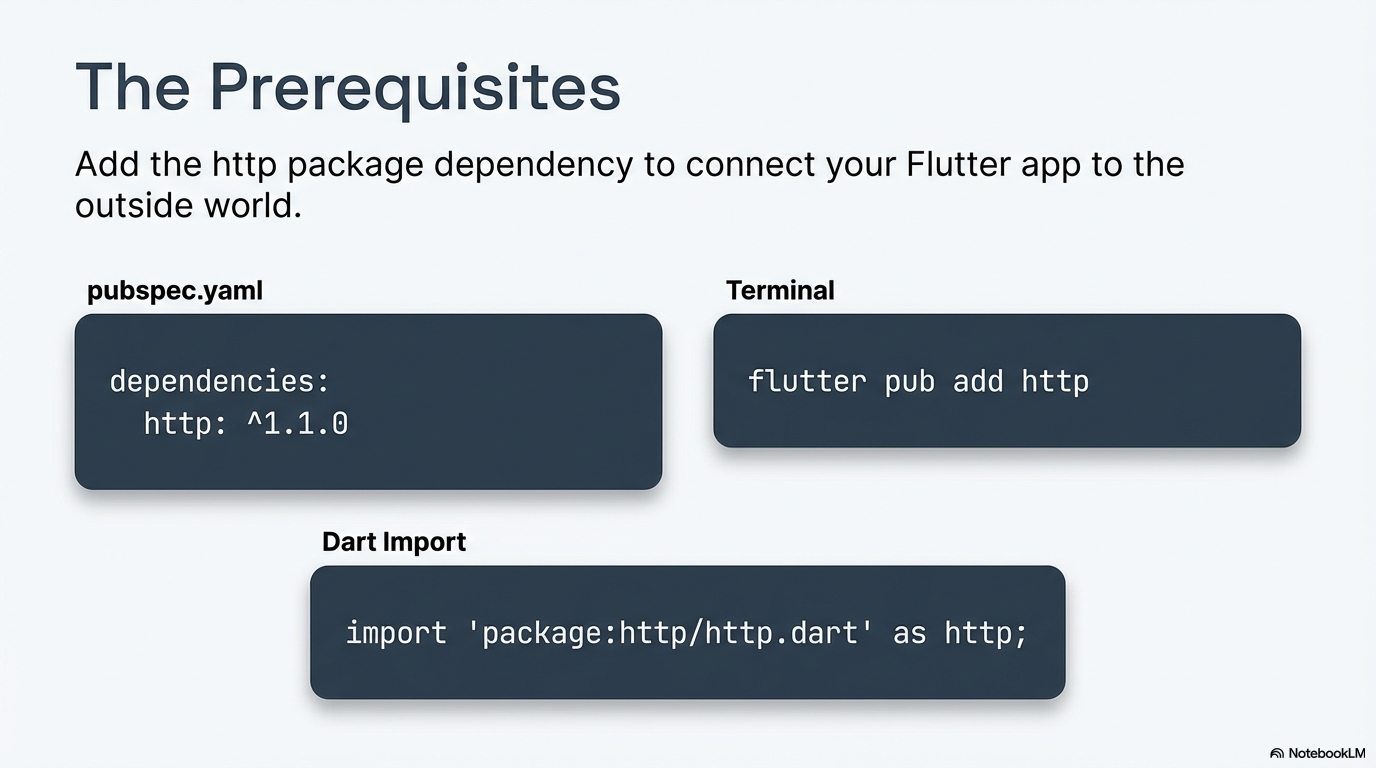 The Prerequisites
Add the http package dependency to connect your Flutter app to the
outside world.
pubspec.yaml
dependencies:
  http: ^1.1.0
Terminal
flutter pub add http
Dart Import
import 'package:http/http.dart' as http;
NotebookLM